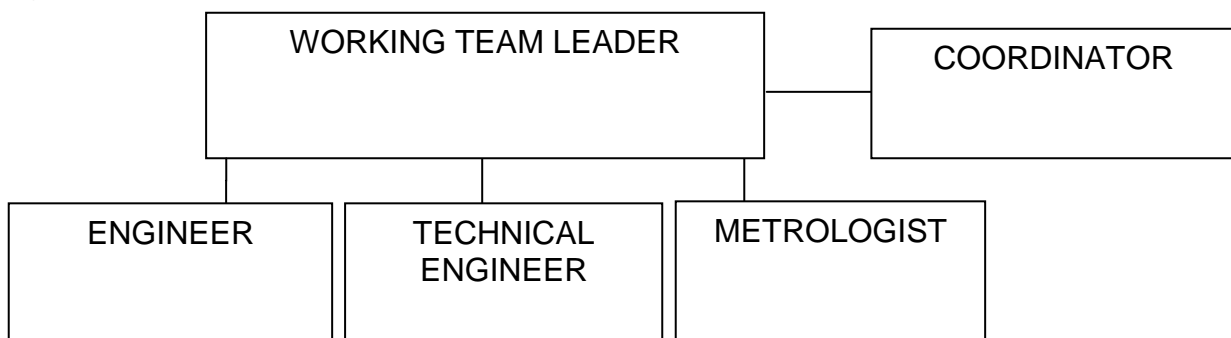 WORKING TEAM LEADER
COORDINATOR
ENGINEER
TECHNICAL
ENGINEER
METROLOGIST